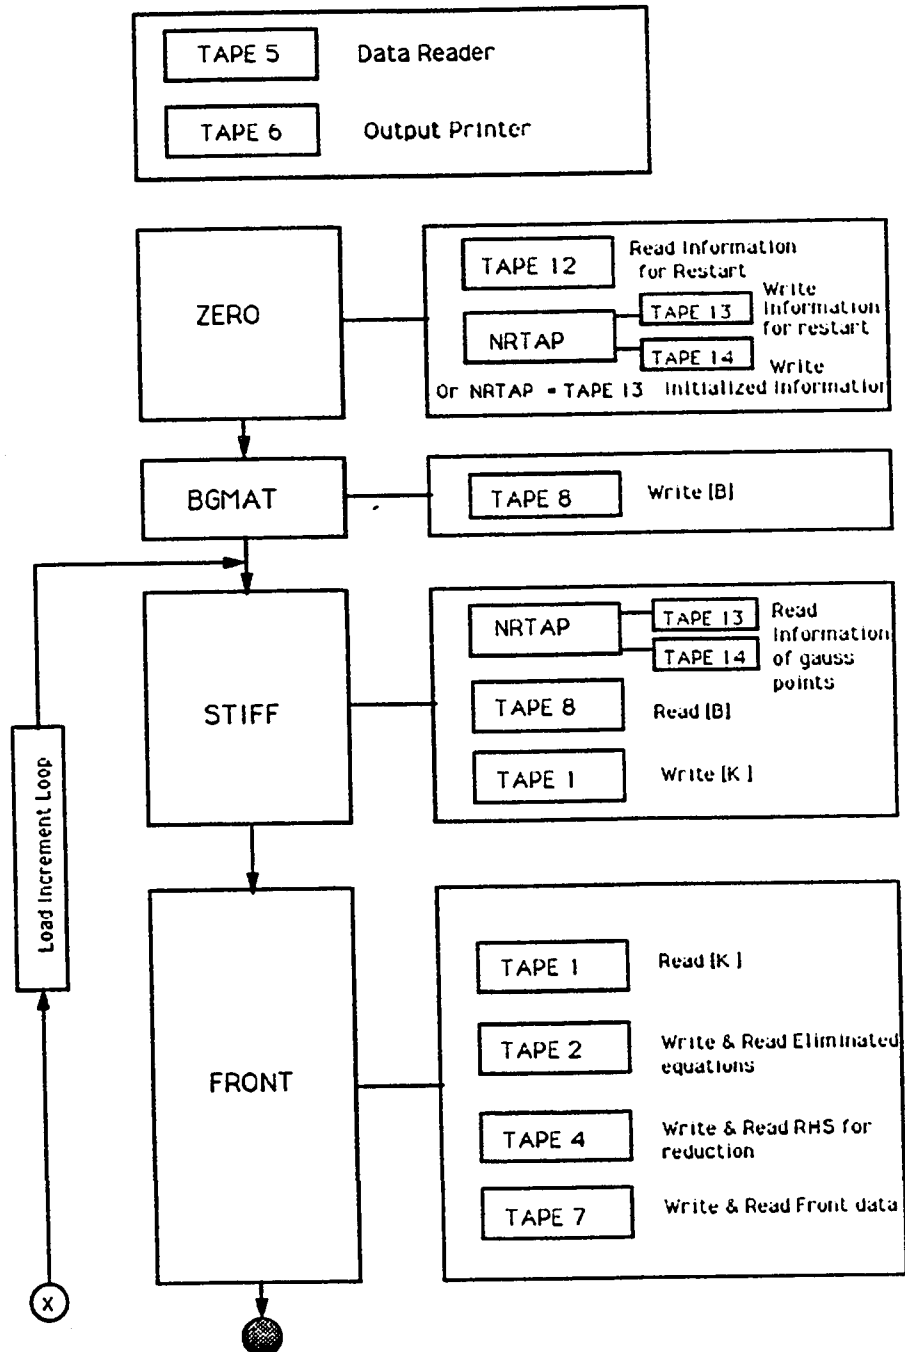 TAPE 5 Data Reader
TAPE 6 Output Printer
ZERO
TAPE 12 Read Information
for Restart
NRTAP
TAPE 13 Write
Information
for restart
TAPE 14 Write
Or NRTAP = TAPE 13 Initialized Information
BGMAT
TAPE 8 Write [B]
STIFF
NRTAP
TAPE 13
TAPE 14
Read
Information
of gauss
points
TAPE 8 Read [B]
TAPE 1 Write [K ]
Load Increment Loop
FRONT
TAPE 1 Read [K ]
TAPE 2 Write & Read Eliminated
equations
TAPE 4 Write & Read RHS for
reduction
TAPE 7 Write & Read Front data
X